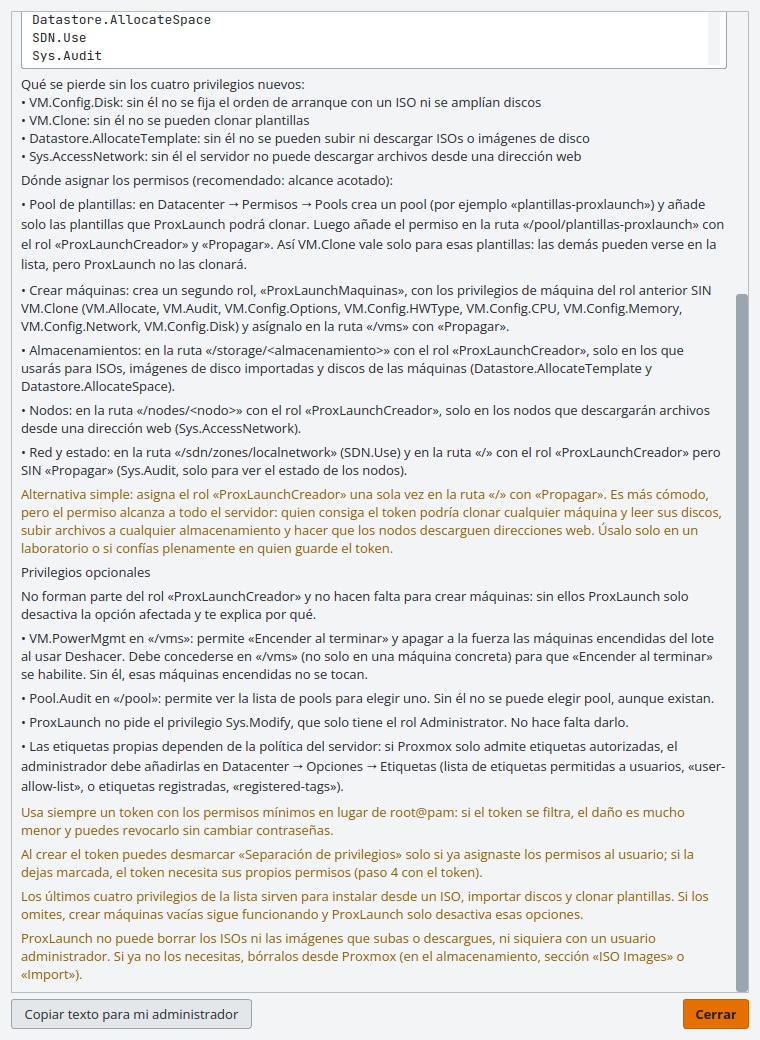 Datastore.AllocateSpace
SDN.Use
Sys.Audit
Qué se pierde sin los cuatro privilegios nuevos:
• VM.Config.Disk: sin él no se fija el orden de arranque con un ISO ni se amplían discos
• VM.Clone: sin él no se pueden clonar plantillas
• Datastore.AllocateTemplate: sin él no se pueden subir ni descargar ISOs o imágenes de disco
• Sys.AccessNetwork: sin él el servidor no puede descargar archivos desde una dirección web
Dónde asignar los permisos (recomendado: alcance acotado):
• Pool de plantillas: en Datacenter → Permisos → Pools crea un pool (por ejemplo «plantillas-proxlaunch») y añade
solo las plantillas que ProxLaunch podrá clonar. Luego añade el permiso en la ruta «/pool/plantillas-proxlaunch» con
el rol «ProxLaunchCreador» y «Propagar». Así VM.Clone vale solo para esas plantillas: las demás pueden verse en la
lista, pero ProxLaunch no las clonará.
• Crear máquinas: crea un segundo rol, «ProxLaunchMaquinas», con los privilegios de máquina del rol anterior SIN
VM.Clone (VM.Allocate, VM.Audit, VM.Config.Options, VM.Config.HWType, VM.Config.CPU, VM.Config.Memory,
VM.Config.Network, VM.Config.Disk) y asígnalo en la ruta «/vms» con «Propagar».
• Almacenamientos: en la ruta «/storage/<almacenamiento>» con el rol «ProxLaunchCreador», solo en los que
usarás para ISOs, imágenes de disco importadas y discos de las máquinas (Datastore.AllocateTemplate y
Datastore.AllocateSpace).
• Nodos: en la ruta «/nodes/<nodo>» con el rol «ProxLaunchCreador», solo en los nodos que descargarán archivos
desde una dirección web (Sys.AccessNetwork).
• Red y estado: en la ruta «/sdn/zones/localnetwork» (SDN.Use) y en la ruta «/» con el rol «ProxLaunchCreador» pero
SIN «Propagar» (Sys.Audit, solo para ver el estado de los nodos).
Alternativa simple: asigna el rol «ProxLaunchCreador» una sola vez en la ruta «/» con «Propagar». Es más cómodo,
pero el permiso alcanza a todo el servidor: quien consiga el token podría clonar cualquier máquina y leer sus discos,
subir archivos a cualquier almacenamiento y hacer que los nodos descarguen direcciones web. Úsalo solo en un
laboratorio o si confías plenamente en quien guarde el token.
Privilegios opcionales
No forman parte del rol «ProxLaunchCreador» y no hacen falta para crear máquinas: sin ellos ProxLaunch solo
desactiva la opción afectada y te explica por qué.
• VM.PowerMgmt en «/vms»: permite «Encender al terminar» y apagar a la fuerza las máquinas encendidas del lote
al usar Deshacer. Debe concederse en «/vms» (no solo en una máquina concreta) para que «Encender al terminar»
se habilite. Sin él, esas máquinas encendidas no se tocan.
• Pool.Audit en «/pool»: permite ver la lista de pools para elegir uno. Sin él no se puede elegir pool, aunque existan.
• ProxLaunch no pide el privilegio Sys.Modify, que solo tiene el rol Administrator. No hace falta darlo.
• Las etiquetas propias dependen de la política del servidor: si Proxmox solo admite etiquetas autorizadas, el
administrador debe añadirlas en Datacenter → Opciones → Etiquetas (lista de etiquetas permitidas a usuarios, «user-
allow-list», o etiquetas registradas, «registered-tags»).
Usa siempre un token con los permisos mínimos en lugar de root@pam: si el token se filtra, el daño es mucho
menor y puedes revocarlo sin cambiar contraseñas.
Al crear el token puedes desmarcar «Separación de privilegios» solo si ya asignaste los permisos al usuario; si la
dejas marcada, el token necesita sus propios permisos (paso 4 con el token).
Los últimos cuatro privilegios de la lista sirven para instalar desde un ISO, importar discos y clonar plantillas. Si los
omites, crear máquinas vacías sigue funcionando y ProxLaunch solo desactiva esas opciones.
ProxLaunch no puede borrar los ISOs ni las imágenes que subas o descargues, ni siquiera con un usuario
administrador. Si ya no los necesitas, bórralos desde Proxmox (en el almacenamiento, sección «ISO Images» o
«Import»).
Copiar texto para mi administrador
Cerrar